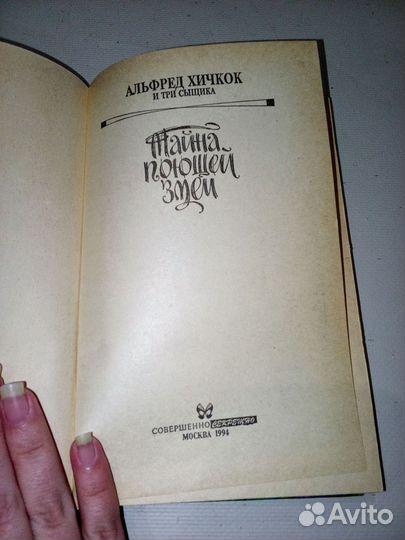 АЛЬФРЕД ХИЧКОК
И ТРИ СЫЩИКА
Тайна
поющей
змеи
СОВЕРШЕННО СЕКРЕТНО
МОСКВА 1994
Avito